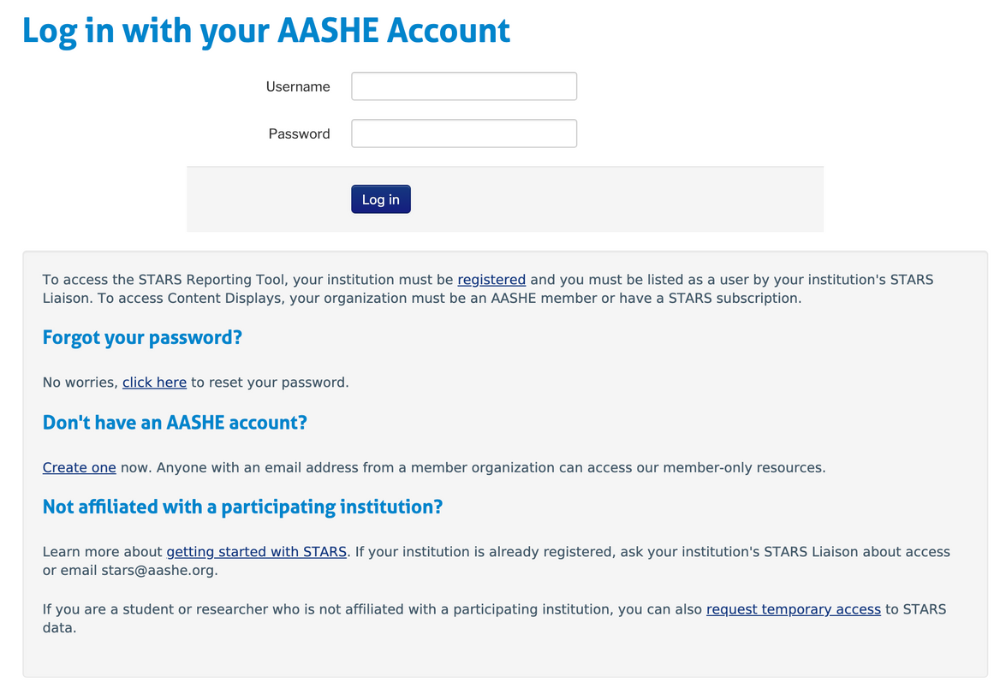 Log in with your AASHE Account
Username
Password
Log in
To access the STARS Reporting Tool, your institution must be registered and you must be listed as a user by your institution's STARS
Liaison. To access Content Displays, your organization must be an AASHE member or have a STARS subscription.
Forgot your password?
No worries, click here to reset your password.
Don't have an AASHE account?
Create one now. Anyone with an email address from a member organization can access our member-only resources.
Not affiliated with a participating institution?
Learn more about getting started with STARS. If your institution is already registered, ask your institution's STARS Liaison about access
or email stars@aashe.org.
If you are a student or researcher who is not affiliated with a participating institution, you can also request temporary access to STARS
data.